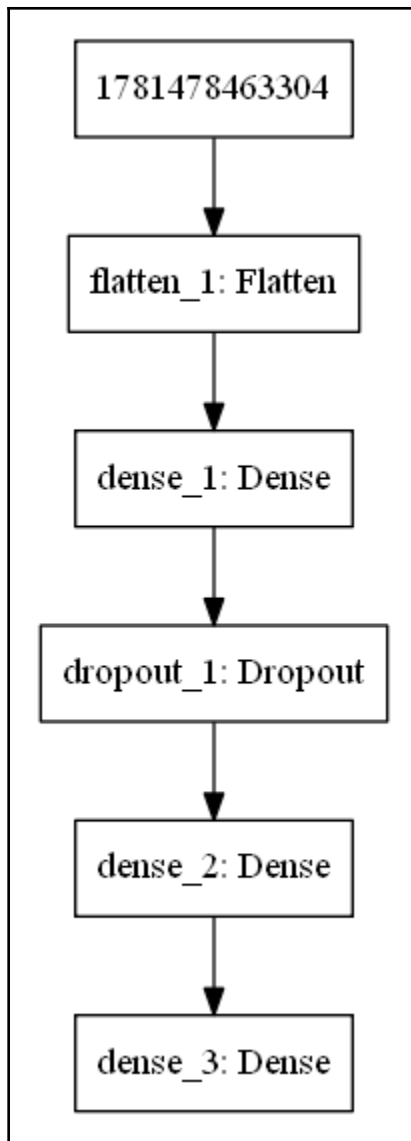 1781478463304
flatten_1: Flatten
dense_1: Dense
dropout_1: Dropout
dense_2: Dense
dense_3: Dense